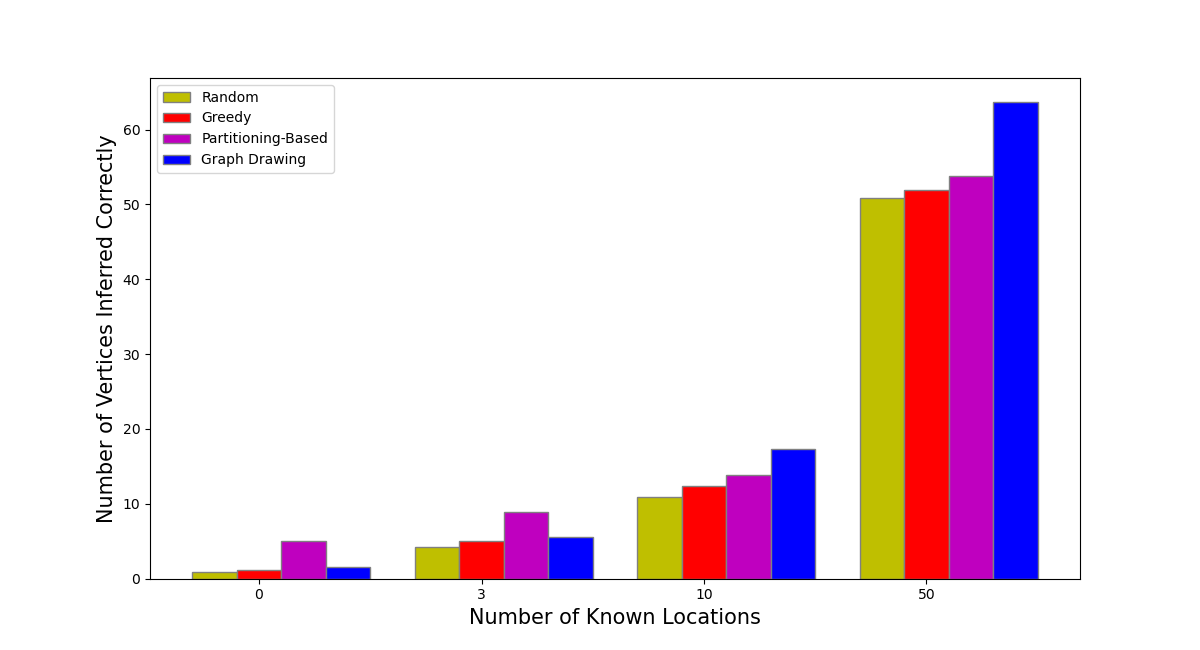 Random
Greedy
Partitioning-Based
Graph Drawing
Number of Vertices Inferred Correctly
60
50
40
30
20
10
0
0 3 10 50
Number of Known Locations